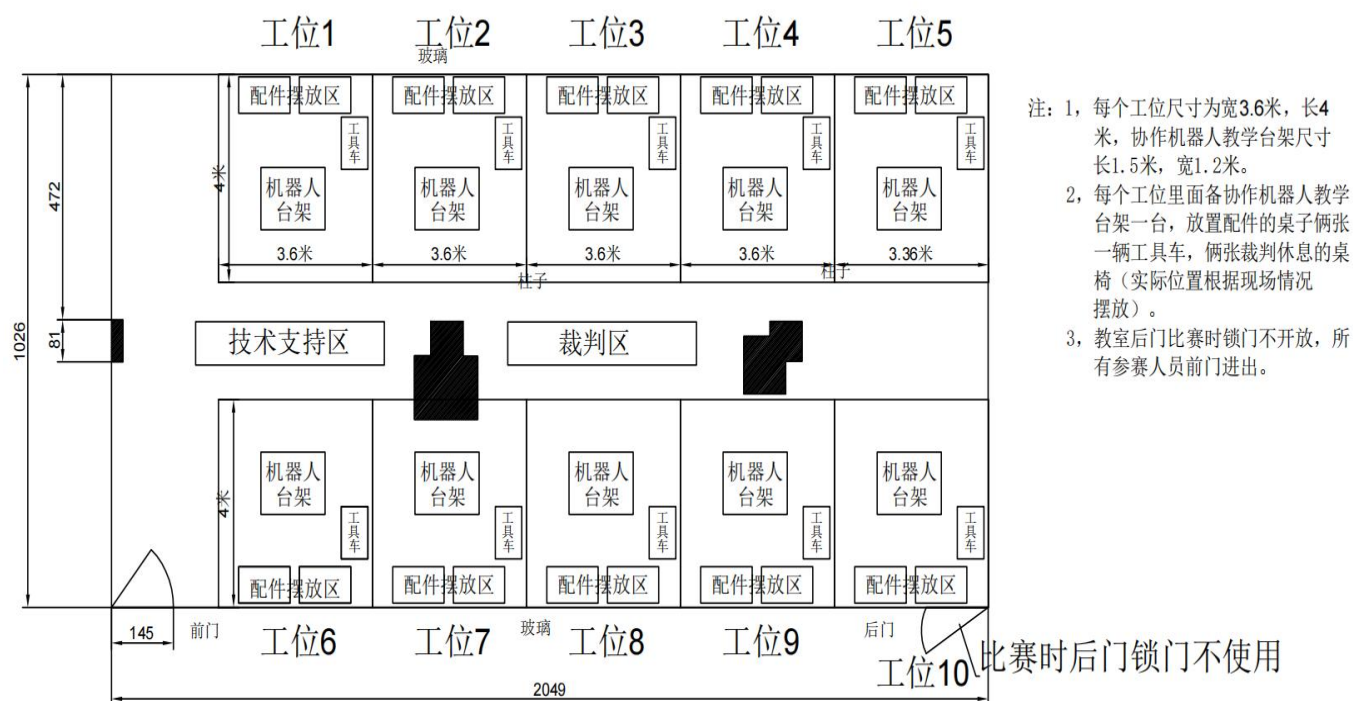 工位1 工位2 工位3 工位4 工位5
玻璃
配件摆放区 配件摆放区 配件摆放区 配件摆放区 配件摆放区
工具车 工具车 工具车 工具车 工具车
4米
机器人台架 机器人台架 机器人台架 机器人台架 机器人台架
3.6米 3.6米 3.6米 3.6米 3.36米
柱子 柱子
472
81
1026
技术支持区 裁判区
4米
机器人台架 机器人台架 机器人台架 机器人台架 机器人台架
工具车 工具车 工具车 工具车 工具车
配件摆放区 配件摆放区 配件摆放区 配件摆放区 配件摆放区
145 前门 玻璃 后门
工位6 工位7 工位8 工位9 工位10
比赛时后门锁门不使用
2049
注：1，每个工位尺寸为宽3.6米，长4
米，协作机器人教学台架尺寸
长1.5米，宽1.2米。
2，每个工位里面备协作机器人教学
台架一台，放置配件的桌子俩张
一辆工具车，俩张裁判休息的桌
椅（实际位置根据现场情况
摆放）。
3，教室后门比赛时锁门不开放，所
有参赛人员前门进出。